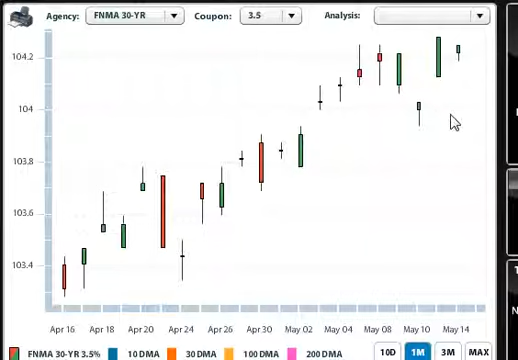 Agency: FNMA 30-YR Coupon: 3.5 Analysis:
104.2
104
103.8
103.6
103.4
Apr 16 Apr 18 Apr 20 Apr 24 Apr 26 Apr 30 May 02 May 04 May 08 May 10 May 14
FNMA 30-YR 3.5% 10 DMA 30 DMA 100 DMA 200 DMA 10D 1M 3M MAX